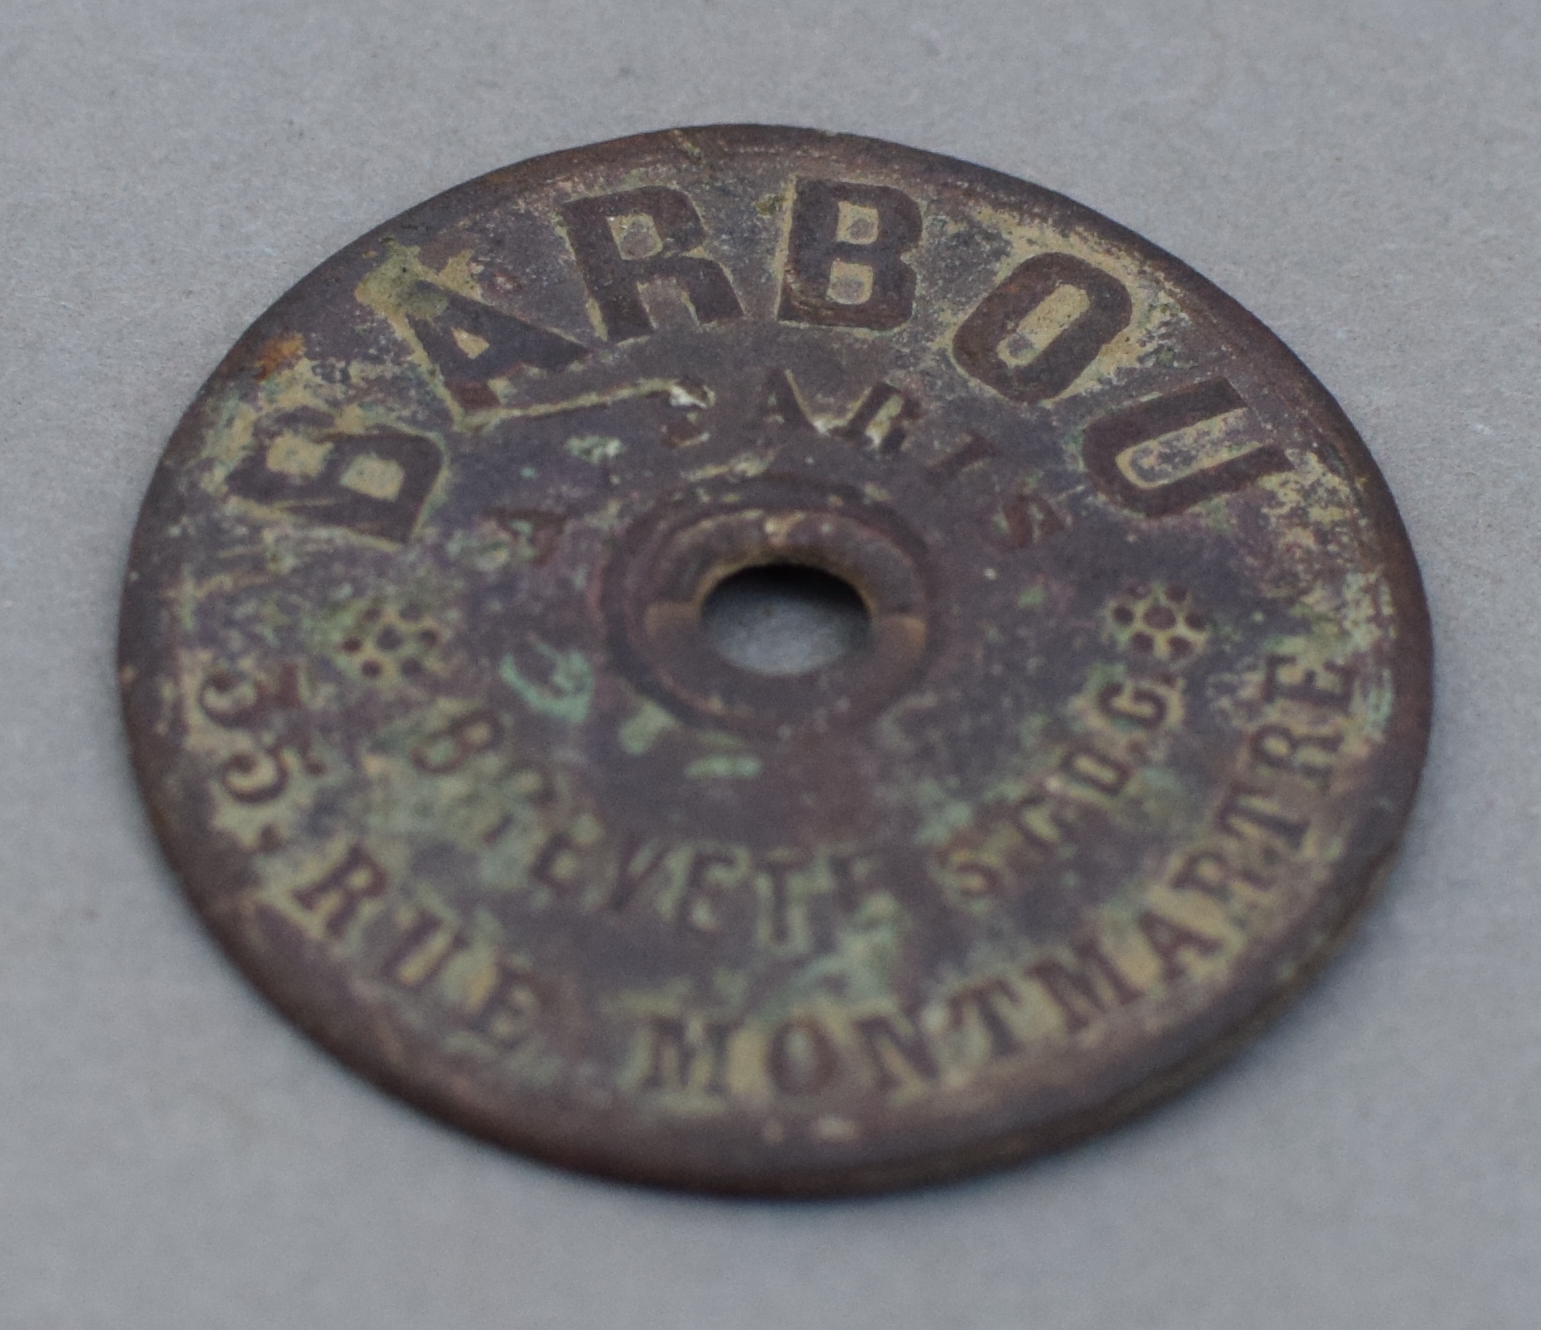 BARBOU
A PARIS
BREVETE S.G.D.G.
35. RUE MONTMARTRE